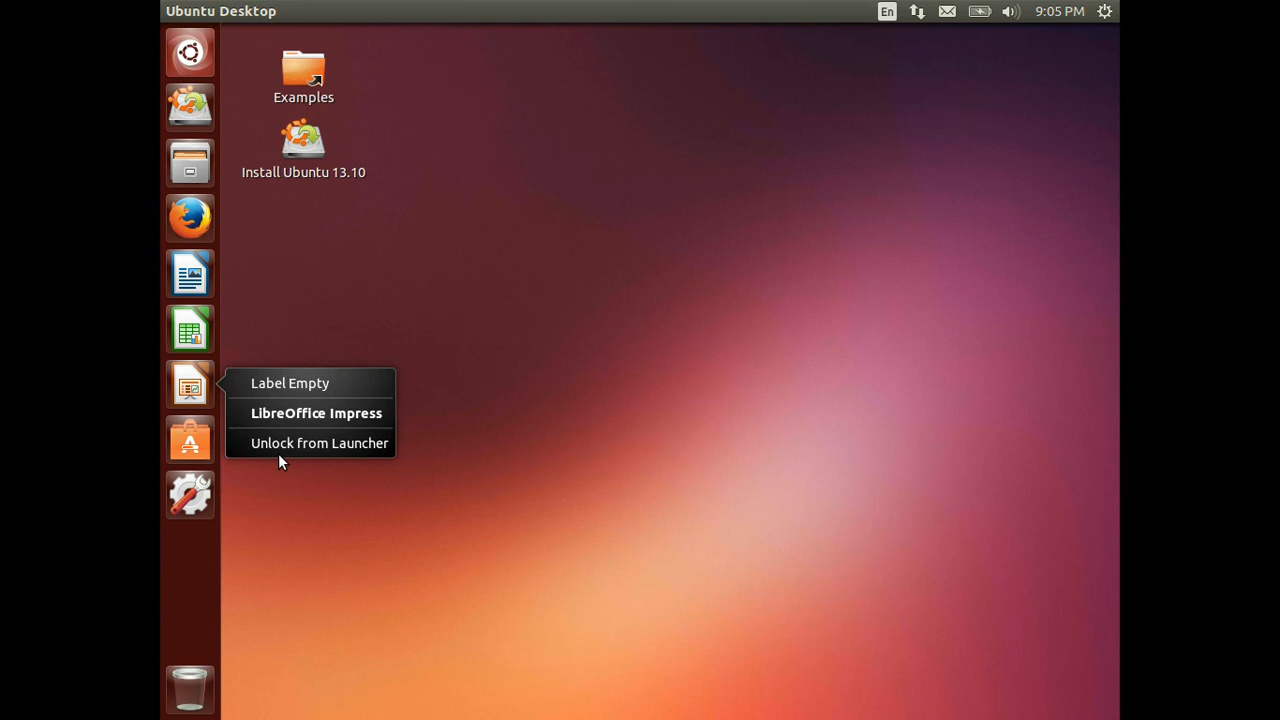 Ubuntu Desktop
En
9:05 PM
Examples
Install Ubuntu 13.10
Label Empty
LibreOffice Impress
Unlock from Launcher